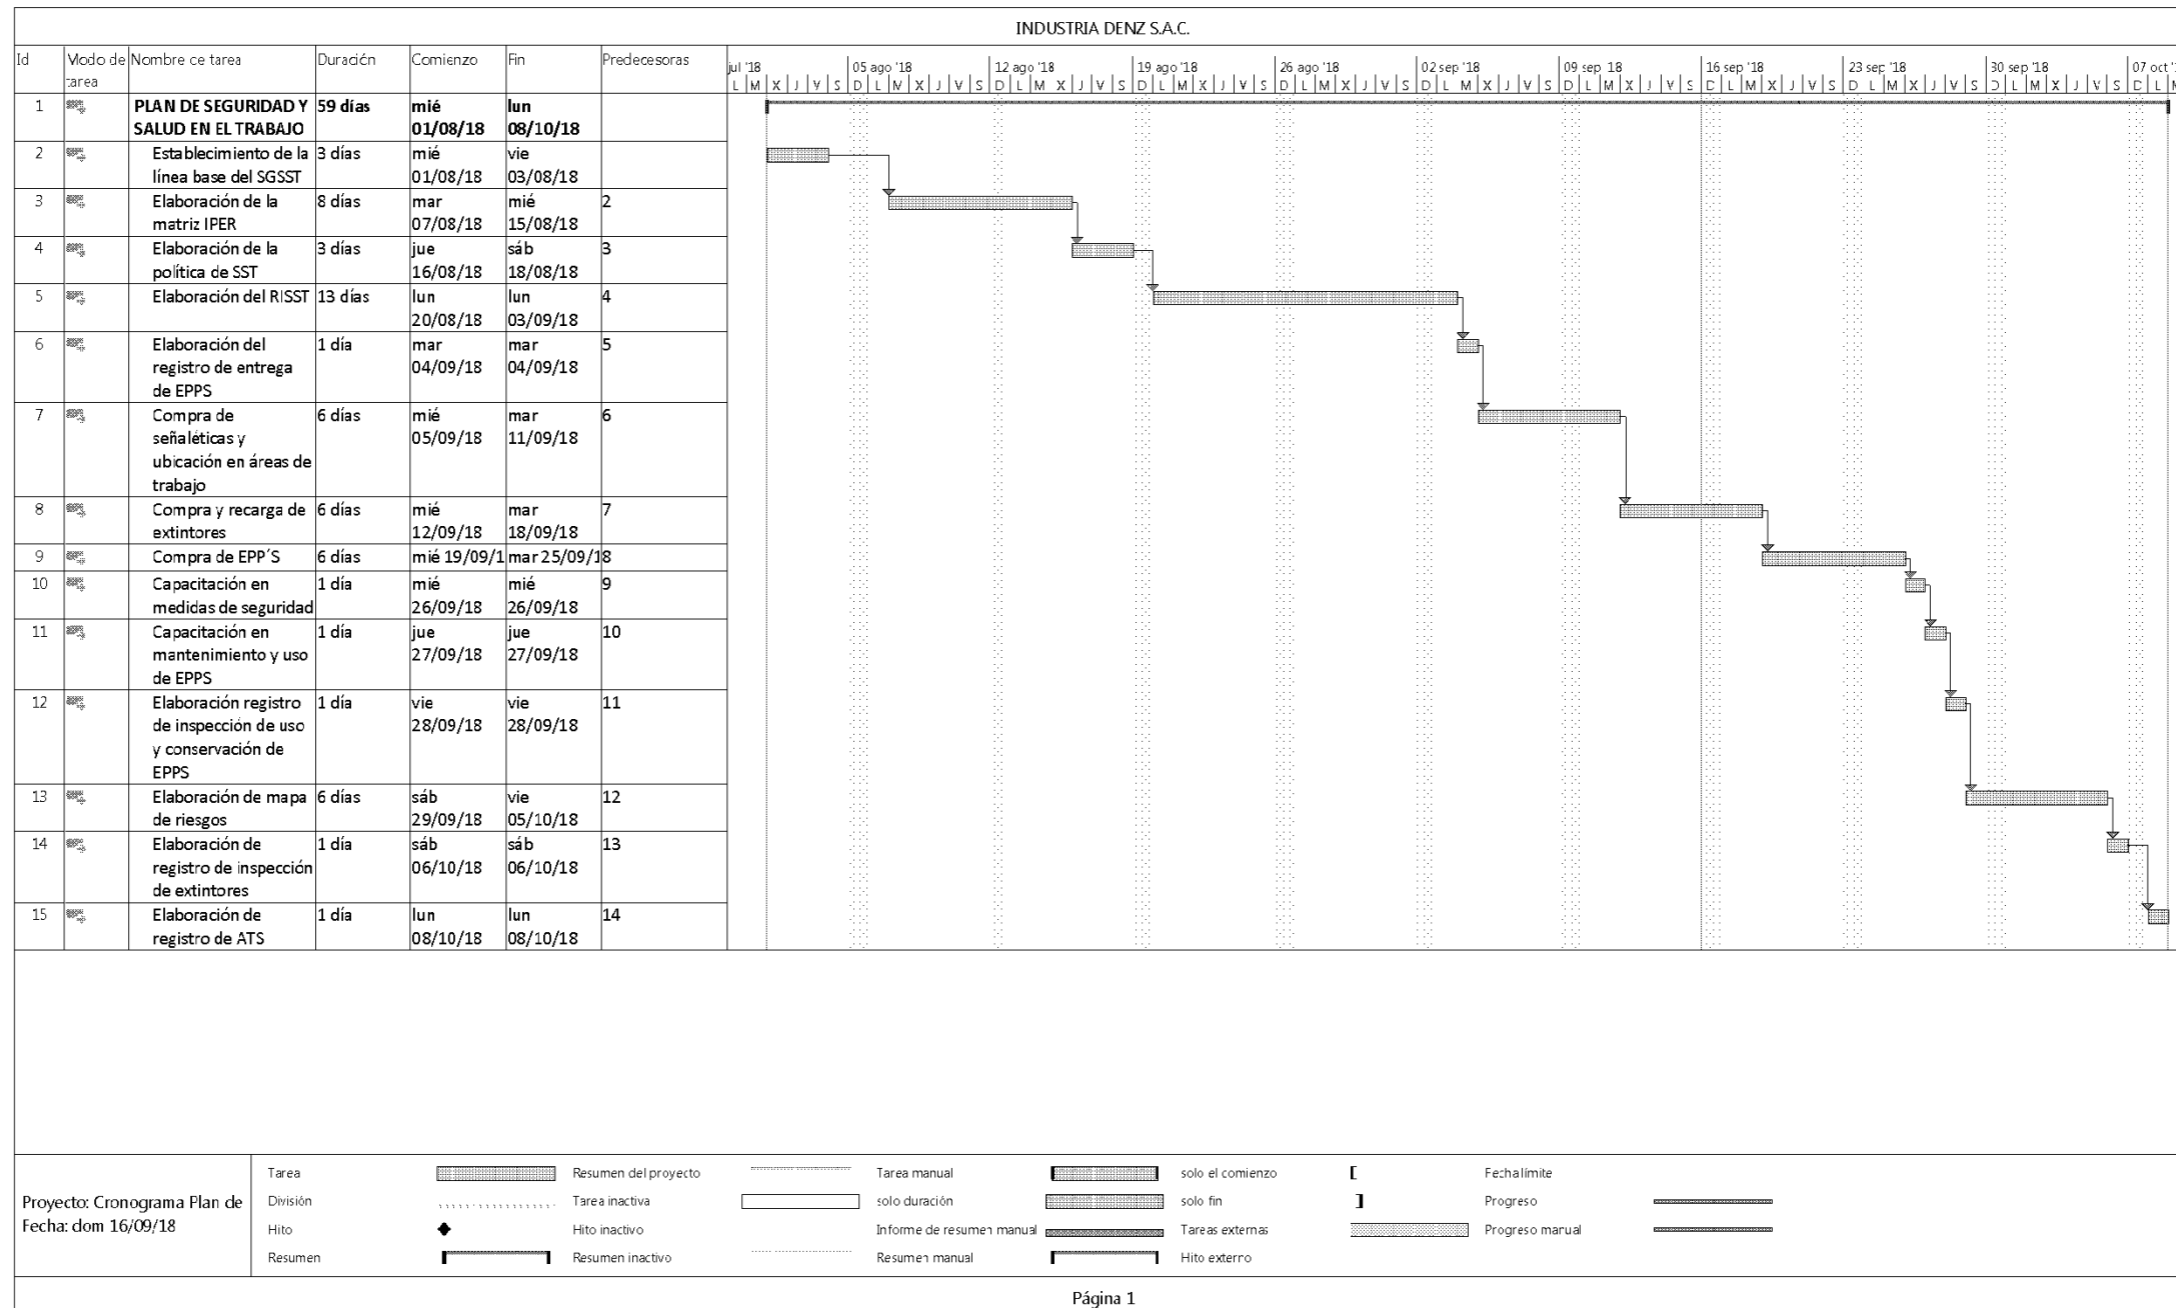 INDUSTRIA DENZ S.A.C.
Id Modo de tarea Nombre de tarea Duración Comienzo Fin Predecesoras
jul '18 05 ago '18 12 ago '18 19 ago '18 26 ago '18 02 sep '18 09 sep '18 16 sep '18 23 sep '18 30 sep '18 07 oct '1
L M X J V S D L M X J V S D L M X J V S D L M X J V S D L M X J V S D L M X J V S D L M X J V S D L M X J V S D L M X J V S D L M X J V S D L M
1 PLAN DE SEGURIDAD Y SALUD EN EL TRABAJO 59 días mié 01/08/18 lun 08/10/18
2 Establecimiento de la línea base del SGSST 3 días mié 01/08/18 vie 03/08/18
3 Elaboración de la matriz IPER 8 días mar 07/08/18 mié 15/08/18 2
4 Elaboración de la política de SST 3 días jue 16/08/18 sáb 18/08/18 3
5 Elaboración del RISST 13 días lun 20/08/18 lun 03/09/18 4
6 Elaboración del registro de entrega de EPPS 1 día mar 04/09/18 mar 04/09/18 5
7 Compra de señaléticas y ubicación en áreas de trabajo 6 días mié 05/09/18 mar 11/09/18 6
8 Compra y recarga de extintores 6 días mié 12/09/18 mar 18/09/18 7
9 Compra de EPP´S 6 días mié 19/09/1 mar 25/09/1 8
10 Capacitación en medidas de seguridad 1 día mié 26/09/18 mié 26/09/18 9
11 Capacitación en mantenimiento y uso de EPPS 1 día jue 27/09/18 jue 27/09/18 10
12 Elaboración registro de inspección de uso y conservación de EPPS 1 día vie 28/09/18 vie 28/09/18 11
13 Elaboración de mapa de riesgos 6 días sáb 29/09/18 vie 05/10/18 12
14 Elaboración de registro de inspección de extintores 1 día sáb 06/10/18 sáb 06/10/18 13
15 Elaboración de registro de ATS 1 día lun 08/10/18 lun 08/10/18 14
Proyecto: Cronograma Plan de
Fecha: dom 16/09/18
Tarea Resumen del proyecto Tarea manual solo el comienzo Fecha límite
División Tarea inactiva solo duración solo fin Progreso
Hito Hito inactivo Informe de resumen manual Tareas externas Progreso manual
Resumen Resumen inactivo Resumen manual Hito externo
Página 1